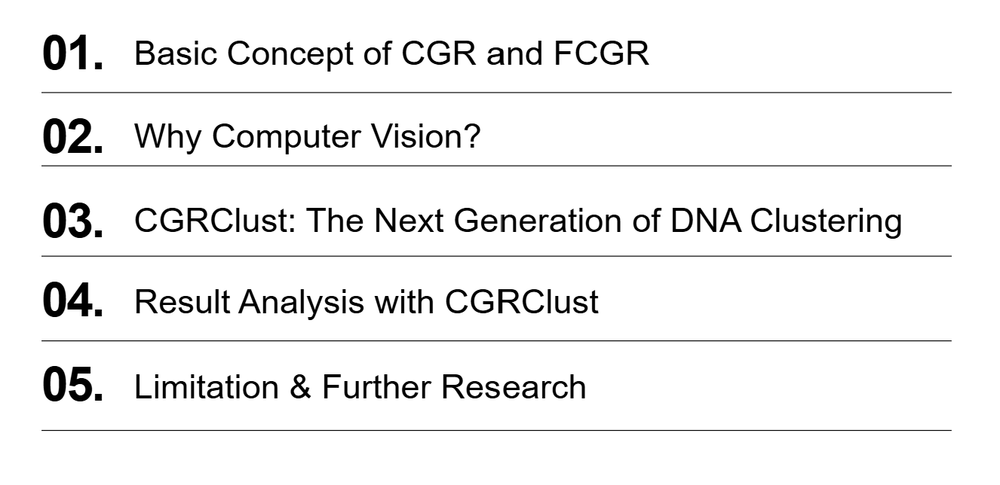 01. Basic Concept of CGR and FCGR
02. Why Computer Vision?
03. CGRClust: The Next Generation of DNA Clustering
04. Result Analysis with CGRClust
05. Limitation & Further Research